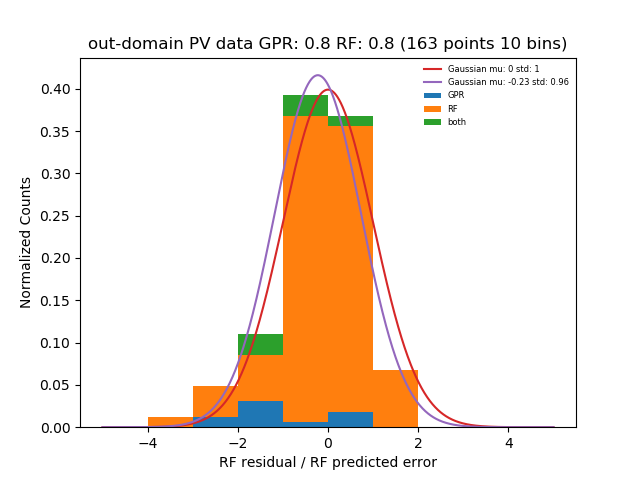 out-domain PV data GPR: 0.8 RF: 0.8 (163 points 10 bins)
Gaussian mu: 0 std: 1
Gaussian mu: -0.23 std: 0.96
GPR
RF
both
Normalized Counts
0.40
0.35
0.30
0.25
0.20
0.15
0.10
0.05
0.00
−4
−2
0
2
4
RF residual / RF predicted error